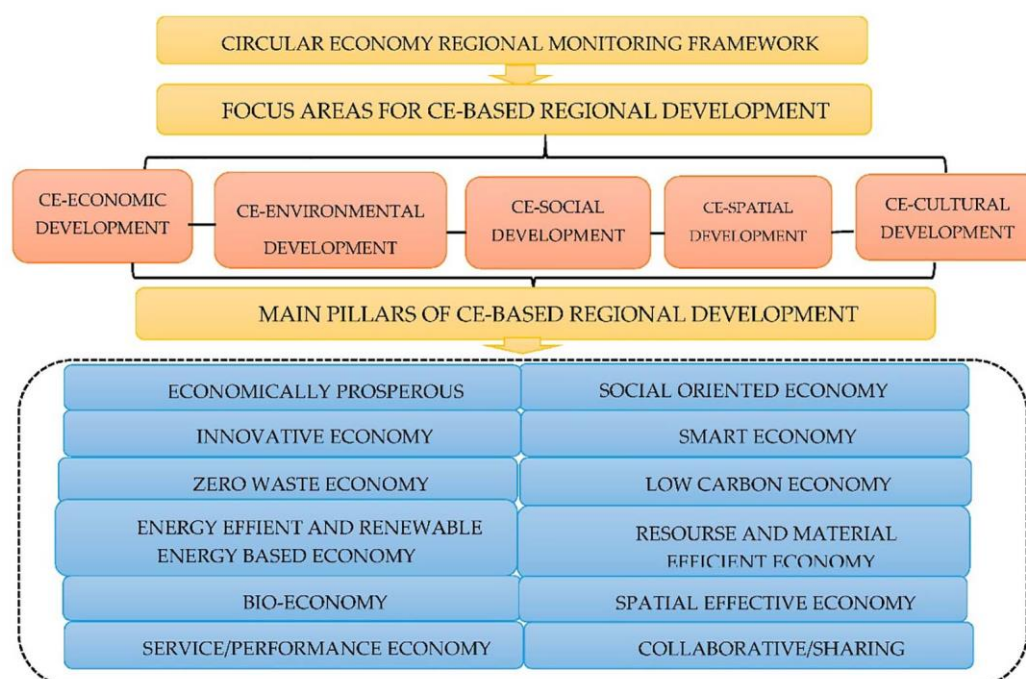 CIRCULAR ECONOMY REGIONAL MONITORING FRAMEWORK
FOCUS AREAS FOR CE-BASED REGIONAL DEVELOPMENT
CE-ECONOMIC
DEVELOPMENT
CE-ENVIRONMENTAL
DEVELOPMENT
CE-SOCIAL
DEVELOPMENT
CE-SPATIAL
DEVELOPMENT
CE-CULTURAL
DEVELOPMENT
MAIN PILLARS OF CE-BASED REGIONAL DEVELOPMENT
ECONOMICALLY PROSPEROUS
SOCIAL ORIENTED ECONOMY
INNOVATIVE ECONOMY
SMART ECONOMY
ZERO WASTE ECONOMY
LOW CARBON ECONOMY
ENERGY EFFIENT AND RENEWABLE
ENERGY BASED ECONOMY
RESOURSE AND MATERIAL
EFFICIENT ECONOMY
BIO-ECONOMY
SPATIAL EFFECTIVE ECONOMY
SERVICE/PERFORMANCE ECONOMY
COLLABORATIVE/SHARING